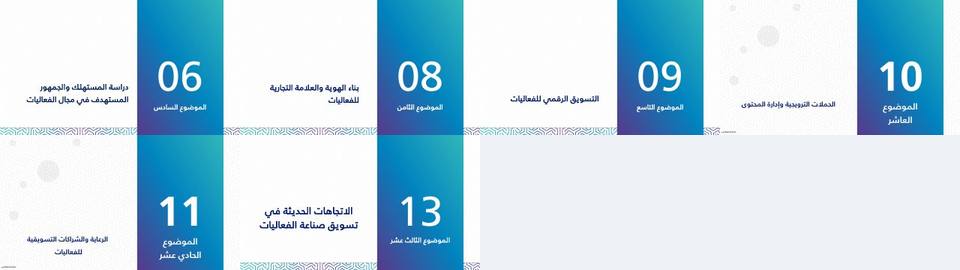 06
الموضوع السادس
دراسة المستهلك والجمهور
المستهدف في مجال الفعاليات
08
الموضوع الثامن
بناء الهوية والعلامة التجارية
للفعاليات
09
الموضوع التاسع
التسويق الرقمي للفعاليات
10
الموضوع
العاشر
الحملات الترويجية وإدارة المحتوى
11
الموضوع
الحادي عشر
الرعاية والشراكات التسويقية
للفعاليات
13
الموضوع الثالث عشر
الاتجاهات الحديثة في
تسويق صناعة الفعاليات